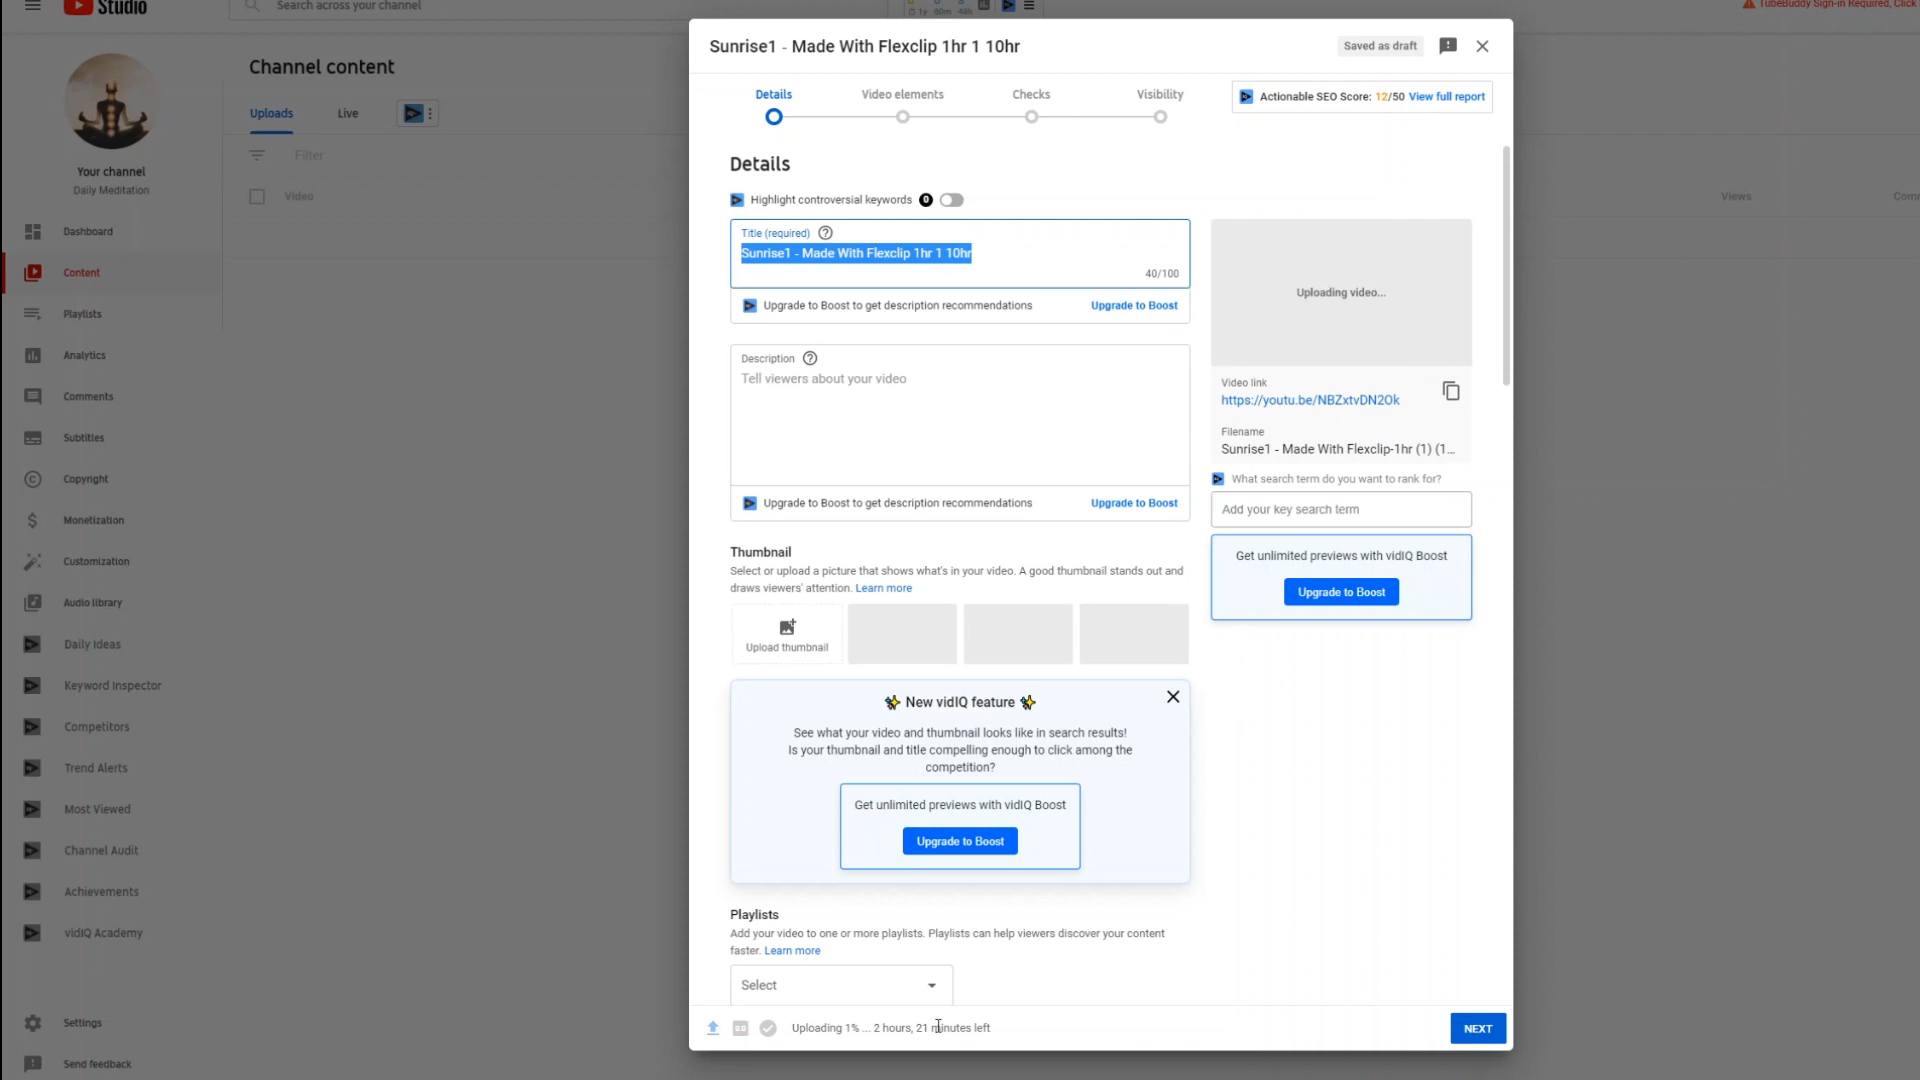 Studio
Search across your channel
1y 60m 48h
TubeBuddy Sign-in Required, Click
Your channel
Daily Meditation
Dashboard
Content
Playlists
Analytics
Comments
Subtitles
Copyright
Monetization
Customization
Audio library
Daily Ideas
Keyword Inspector
Competitors
Trend Alerts
Most Viewed
Channel Audit
Achievements
vidIQ Academy
Settings
Send feedback
Channel content
Uploads
Live
Filter
Video
Views
Sunrise1 - Made With Flexclip 1hr 1 10hr
Saved as draft
Details
Video elements
Checks
Visibility
Actionable SEO Score: 12/50 View full report
Details
Highlight controversial keywords 0
Title (required)
Sunrise1 - Made With Flexclip 1hr 1 10hr
40/100
Upgrade to Boost to get description recommendations
Upgrade to Boost
Description
Tell viewers about your video
Upgrade to Boost to get description recommendations
Upgrade to Boost
Thumbnail
Select or upload a picture that shows what's in your video. A good thumbnail stands out and
draws viewers' attention. Learn more
Upload thumbnail
New vidIQ feature
See what your video and thumbnail looks like in search results!
Is your thumbnail and title compelling enough to click among the
competition?
Get unlimited previews with vidIQ Boost
Upgrade to Boost
Playlists
Add your video to one or more playlists. Playlists can help viewers discover your content
faster. Learn more
Select
Uploading video...
Video link
https://youtu.be/NBZxtvDN2Ok
Filename
Sunrise1 - Made With Flexclip-1hr (1) (1...
What search term do you want to rank for?
Add your key search term
Get unlimited previews with vidIQ Boost
Upgrade to Boost
Uploading 1% ... 2 hours, 21 minutes left
NEXT